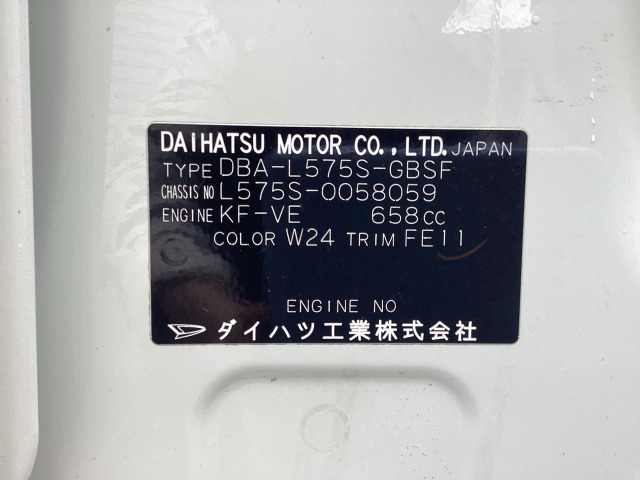 DAIHATSU MOTOR CO., LTD. JAPAN
TYPE DBA-L575S-GBSF
CHASSIS NO L575S-0058059
ENGINE KF-VE 658CC
COLOR W24 TRIM FE11
ENGINE NO
ダイハツ工業株式会社